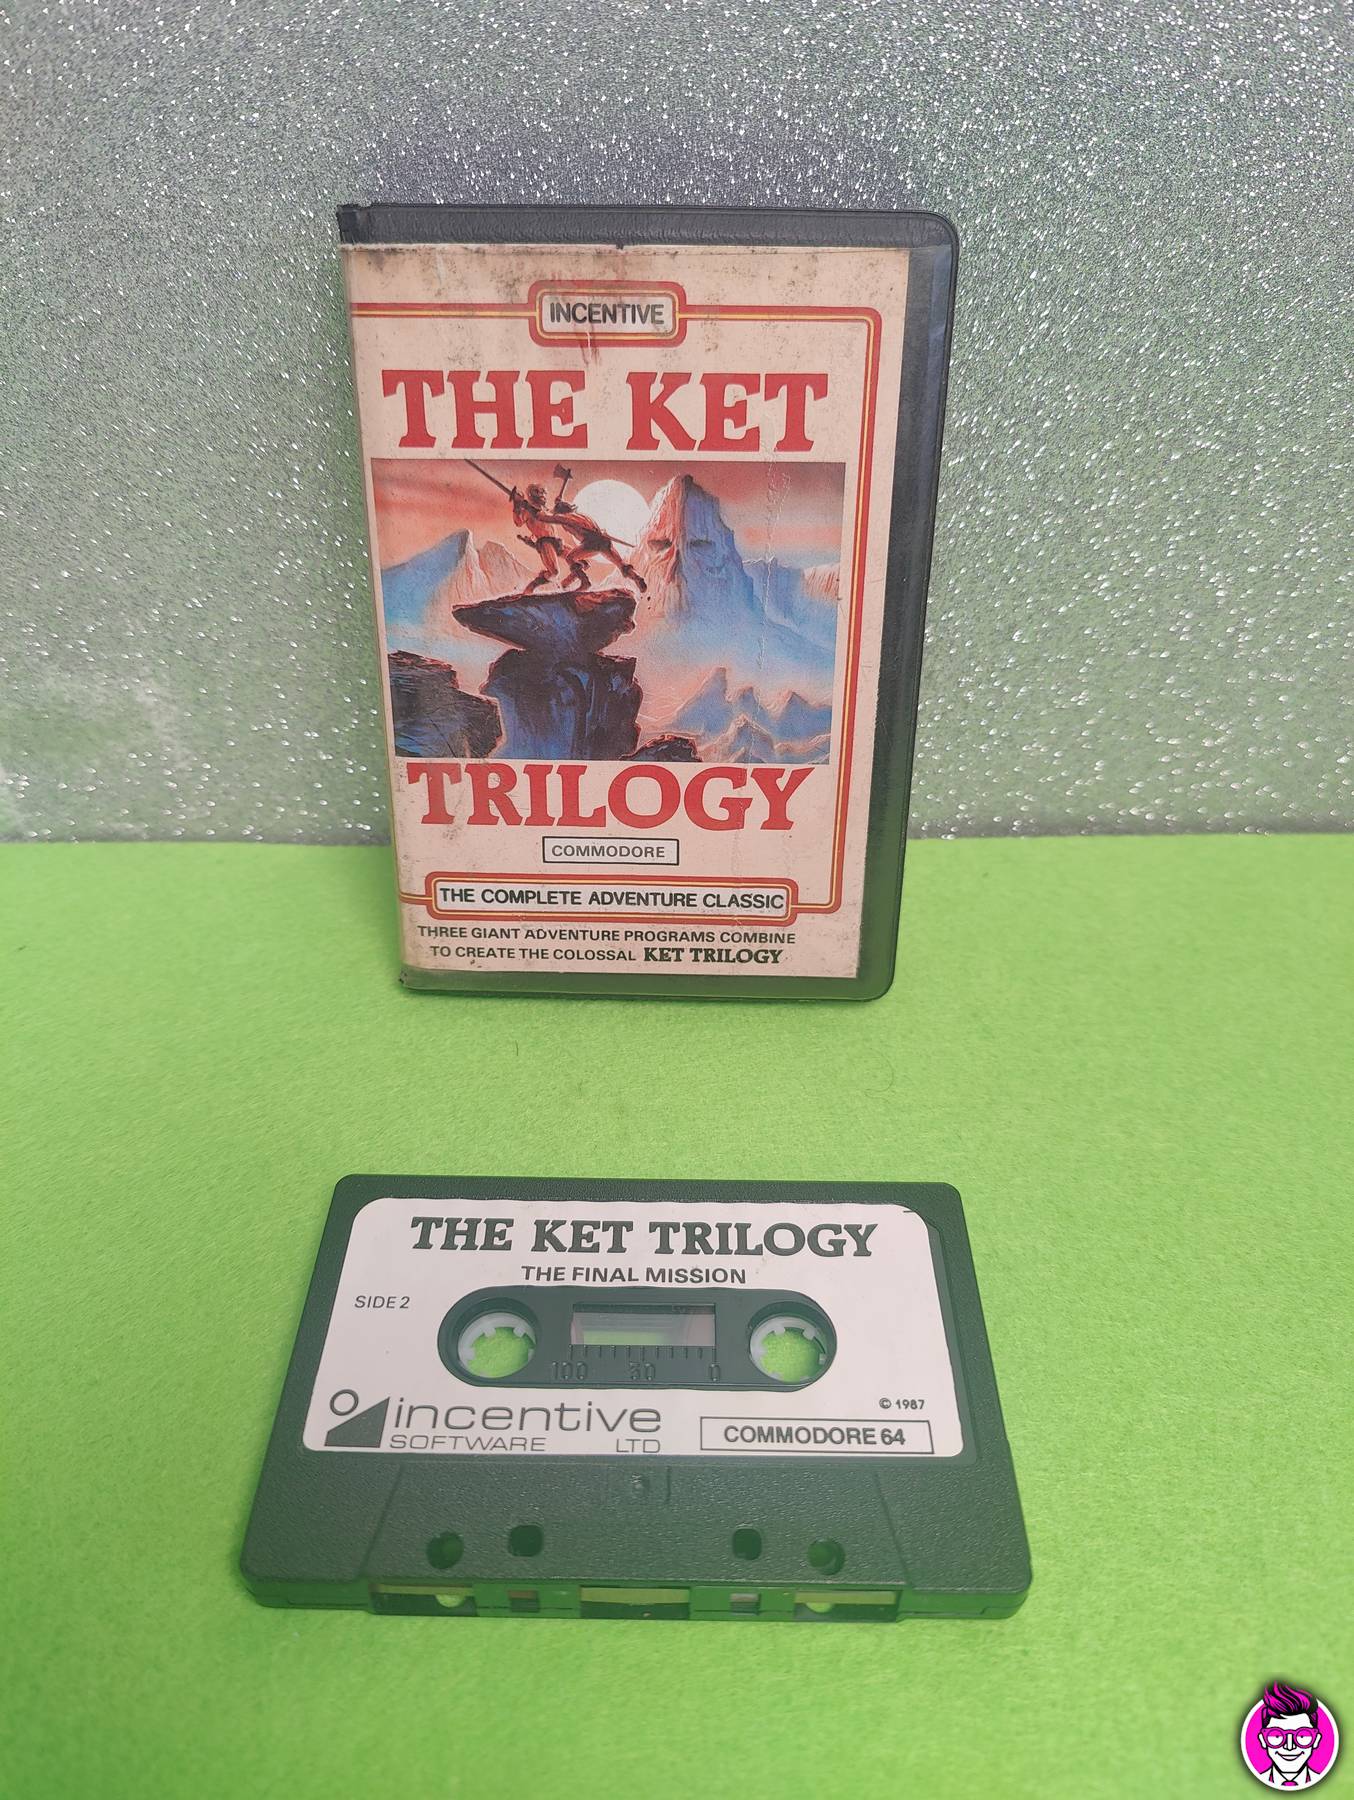 INCENTIVE
THE KET
TRILOGY
COMMODORE
THE COMPLETE ADVENTURE CLASSIC
THREE GIANT ADVENTURE PROGRAMS COMBINE
TO CREATE THE COLOSSAL KET TRILOGY
THE KET TRILOGY
THE FINAL MISSION
SIDE 2
100 50 0
© 1987
incentive
SOFTWARE LTD
COMMODORE 64